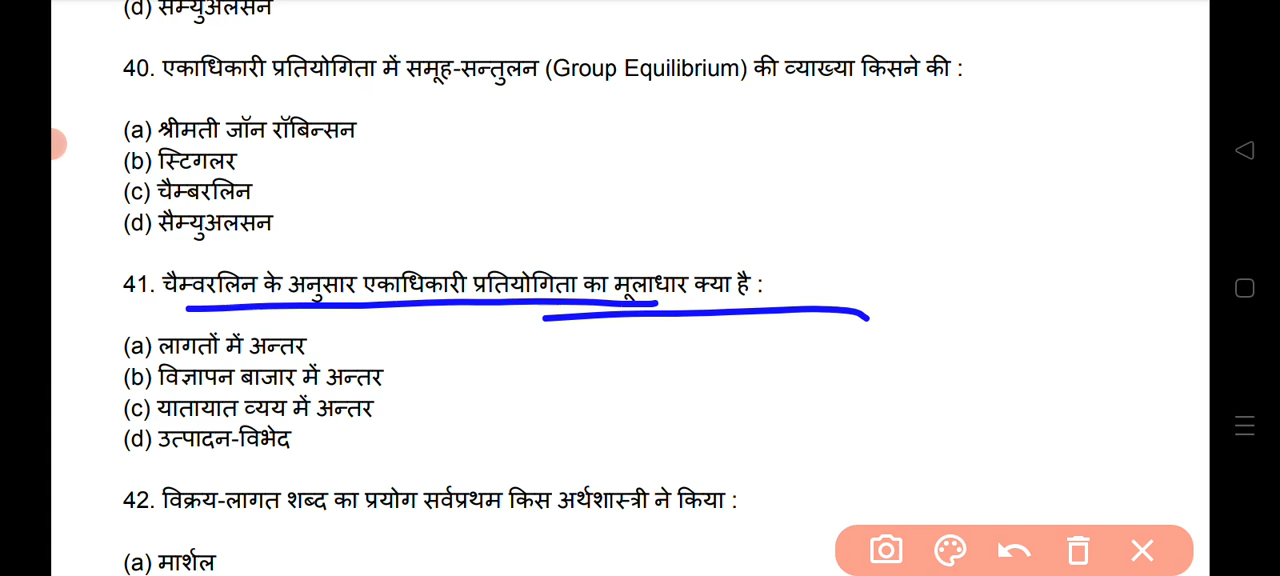 (d) सैम्युअलसन
40. एकाधिकारी प्रतियोगिता में समूह-सन्तुलन (Group Equilibrium) की व्याख्या किसने की :
(a) श्रीमती जॉन रॉबिन्सन
(b) स्टिगलर
(c) चैम्बरलिन
(d) सैम्युअलसन
41. चैम्वरलिन के अनुसार एकाधिकारी प्रतियोगिता का मूलाधार क्या है :
(a) लागतों में अन्तर
(b) विज्ञापन बाजार में अन्तर
(c) यातायात व्यय में अन्तर
(d) उत्पादन-विभेद
42. विक्रय-लागत शब्द का प्रयोग सर्वप्रथम किस अर्थशास्त्री ने किया :
(a) मार्शल